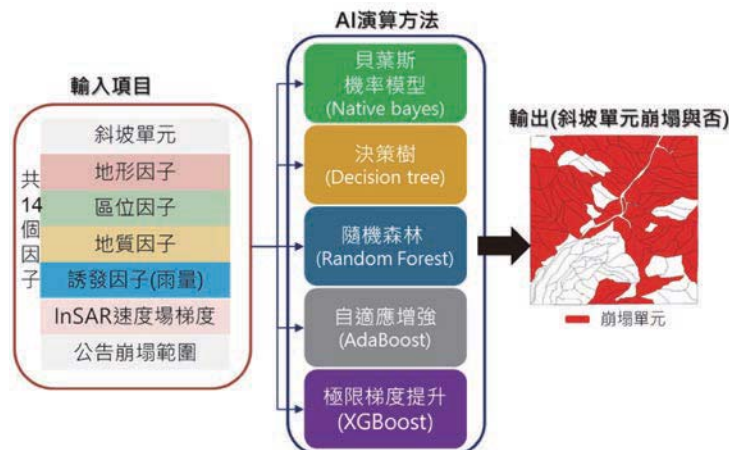 AI演算方法
輸入項目
共
14
個
因
子
斜坡單元
地形因子
區位因子
地質因子
誘發因子(雨量)
InSAR速度場梯度
公告崩塌範圍
貝葉斯
機率模型
(Native bayes)
決策樹
(Decision tree)
隨機森林
(Random Forest)
自適應增強
(AdaBoost)
極限梯度提升
(XGBoost)
輸出(斜坡單元崩塌與否)
崩塌單元